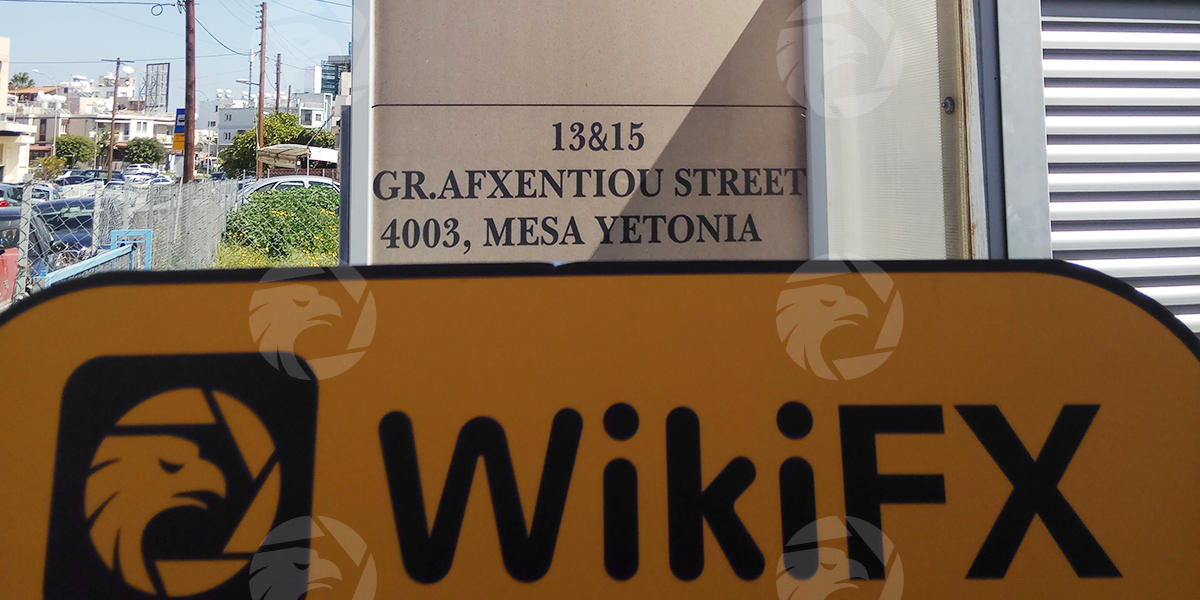 13&15
GR.AFXENTIOU STREET
4003, MESA YETONIA
WikiFX